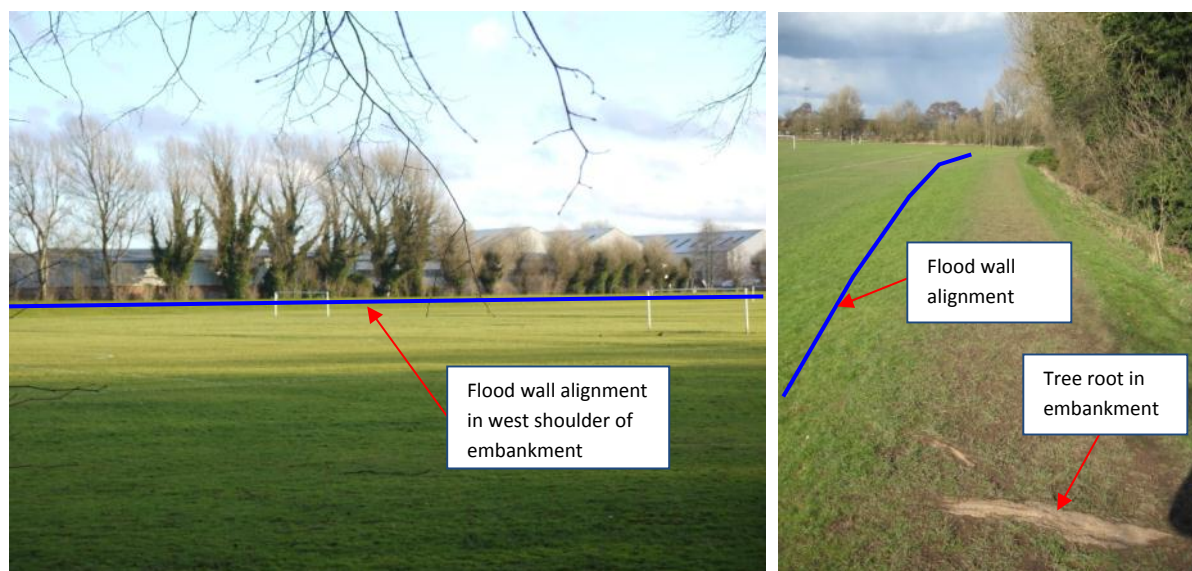 Flood wall alignment
in west shoulder of
embankment
Flood wall
alignment
Tree root in
embankment